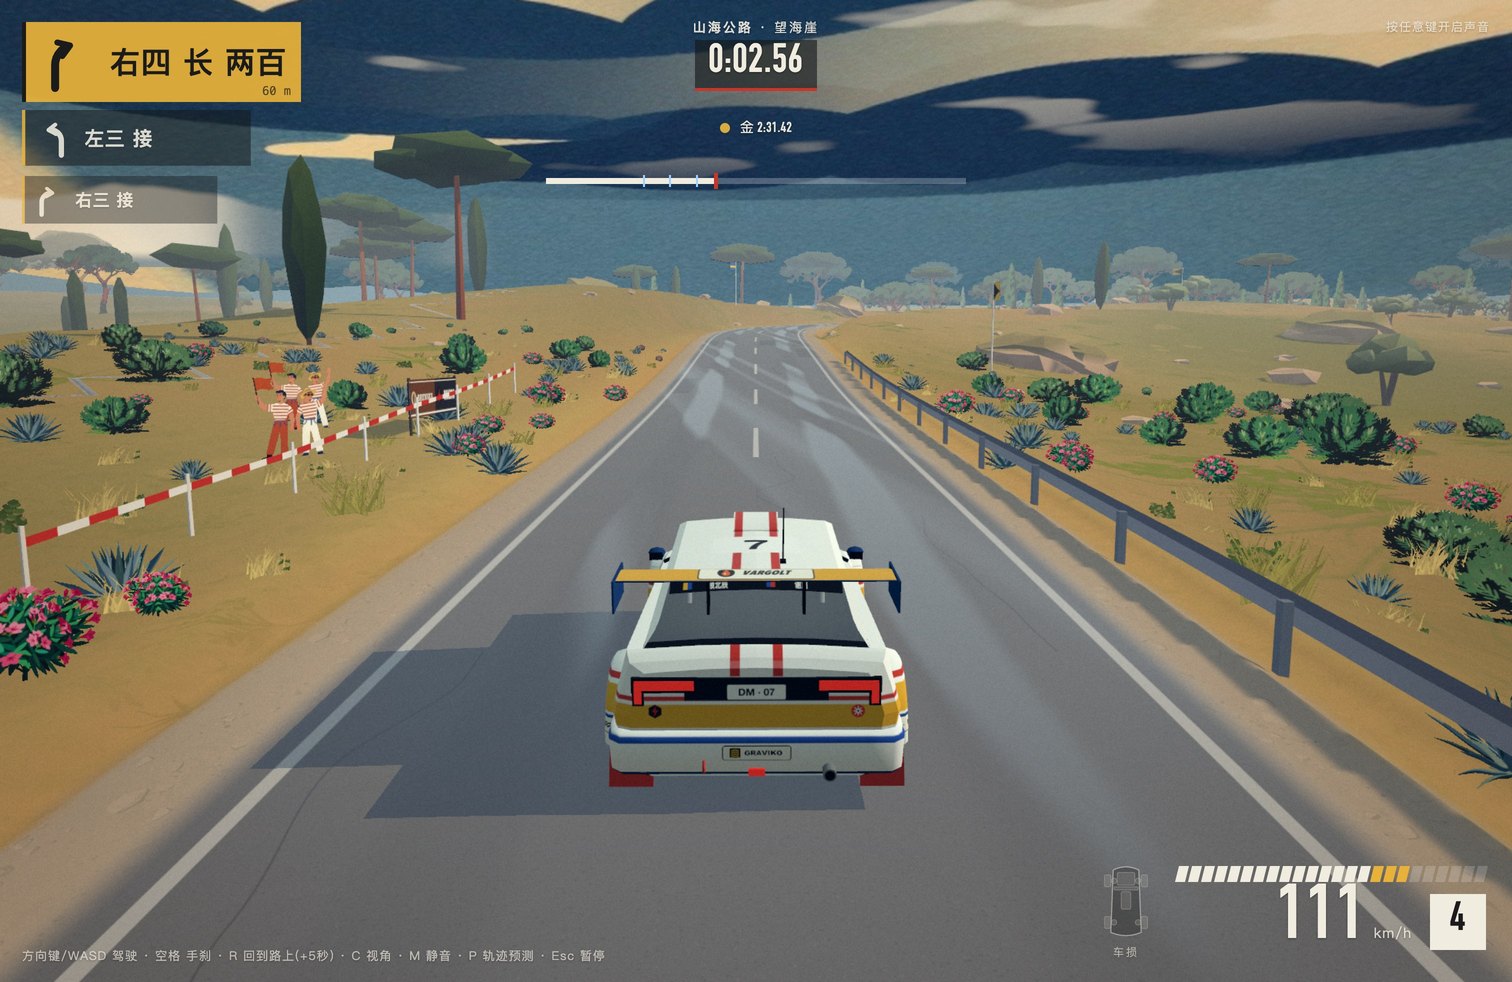 右四 长 两百
60 m
左三 接
右三 接
山海公路 · 望海崖
0:02.56
金 2:31.42
按任意键开启声音
7
VARGOLT
DM - 07
GRAVIKO
车损
111 km/h
4
方向键/WASD 驾驶 · 空格 手刹 · R 回到路上(+5秒) · C 视角 · M 静音 · P 轨迹预测 · Esc 暂停